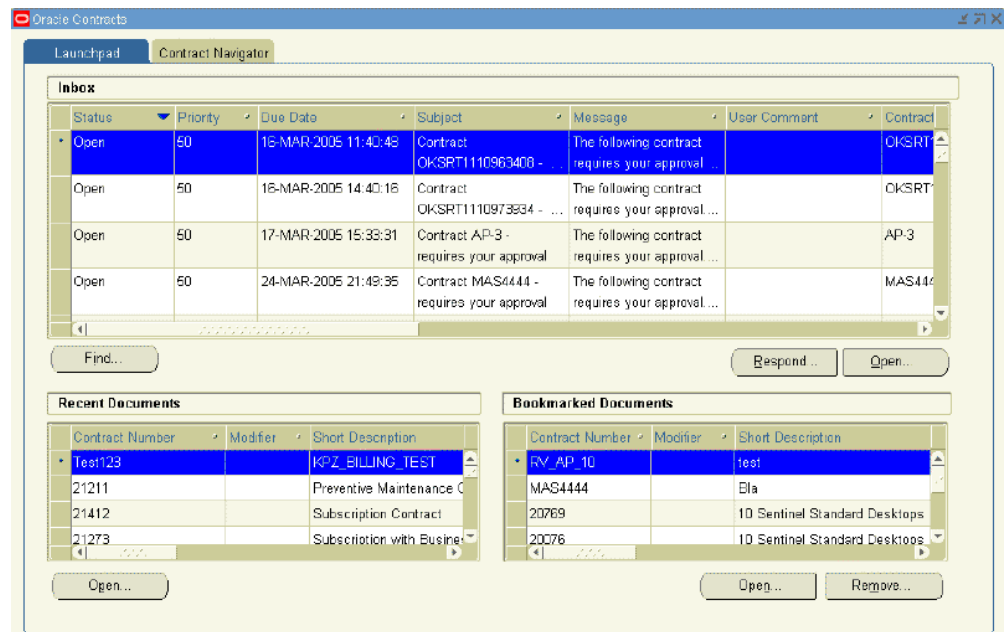 Oracle Contracts
Launchpad Contract Navigator
Inbox
Status Priority Due Date Subject Message User Comment Contract
Open 50 16-MAR-2005 11:40:48 Contract The following contract OKSRT1
OKSRT1110963408 - ... requires your approval ...
Open 50 16-MAR-2005 14:40:16 Contract The following contract OKSRT1
OKSRT1110973934 - ... requires your approval....
Open 50 17-MAR-2005 15:33:31 Contract AP-3 - The following contract AP-3
requires your approval requires your approval....
Open 50 24-MAR-2005 21:49:35 Contract MAS4444 - The following contract MAS444
requires your approval requires your approval....
Find... Respond... Open...
Recent Documents Bookmarked Documents
Contract Number Modifier Short Description Contract Number Modifier Short Description
Test123 KPZ_BILLING_TEST RV_AP_10 test
21211 Preventive Maintenance C MAS4444 Bla
21412 Subscription Contract 20769 10 Sentinel Standard Desktops
21273 Subscription with Busine 20076 10 Sentinel Standard Desktops
Open... Open... Remove...